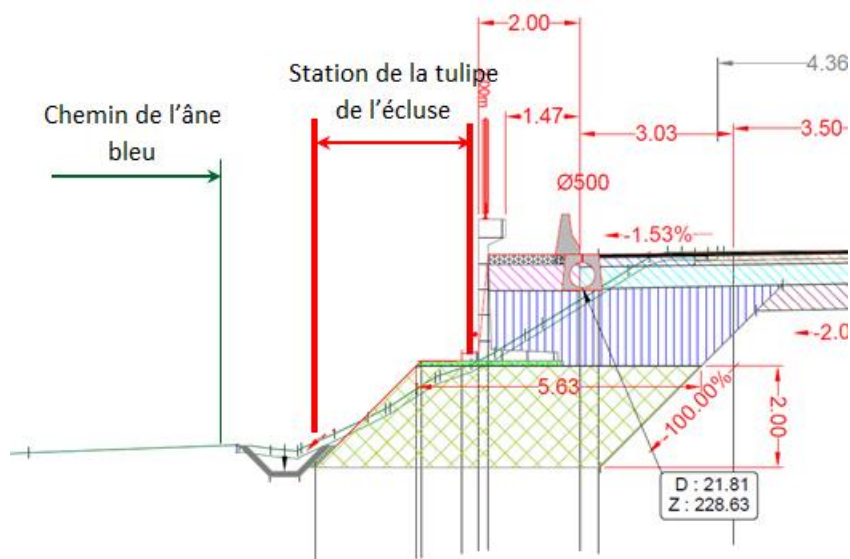 Chemin de l’âne
bleu
Station de la tulipe
de l’écluse
2.00
1.47
4.36
3.03
3.50
Ø500
-1.53%
-2.0
5.63
-100.00%
2.00
D : 21.81
Z : 228.63